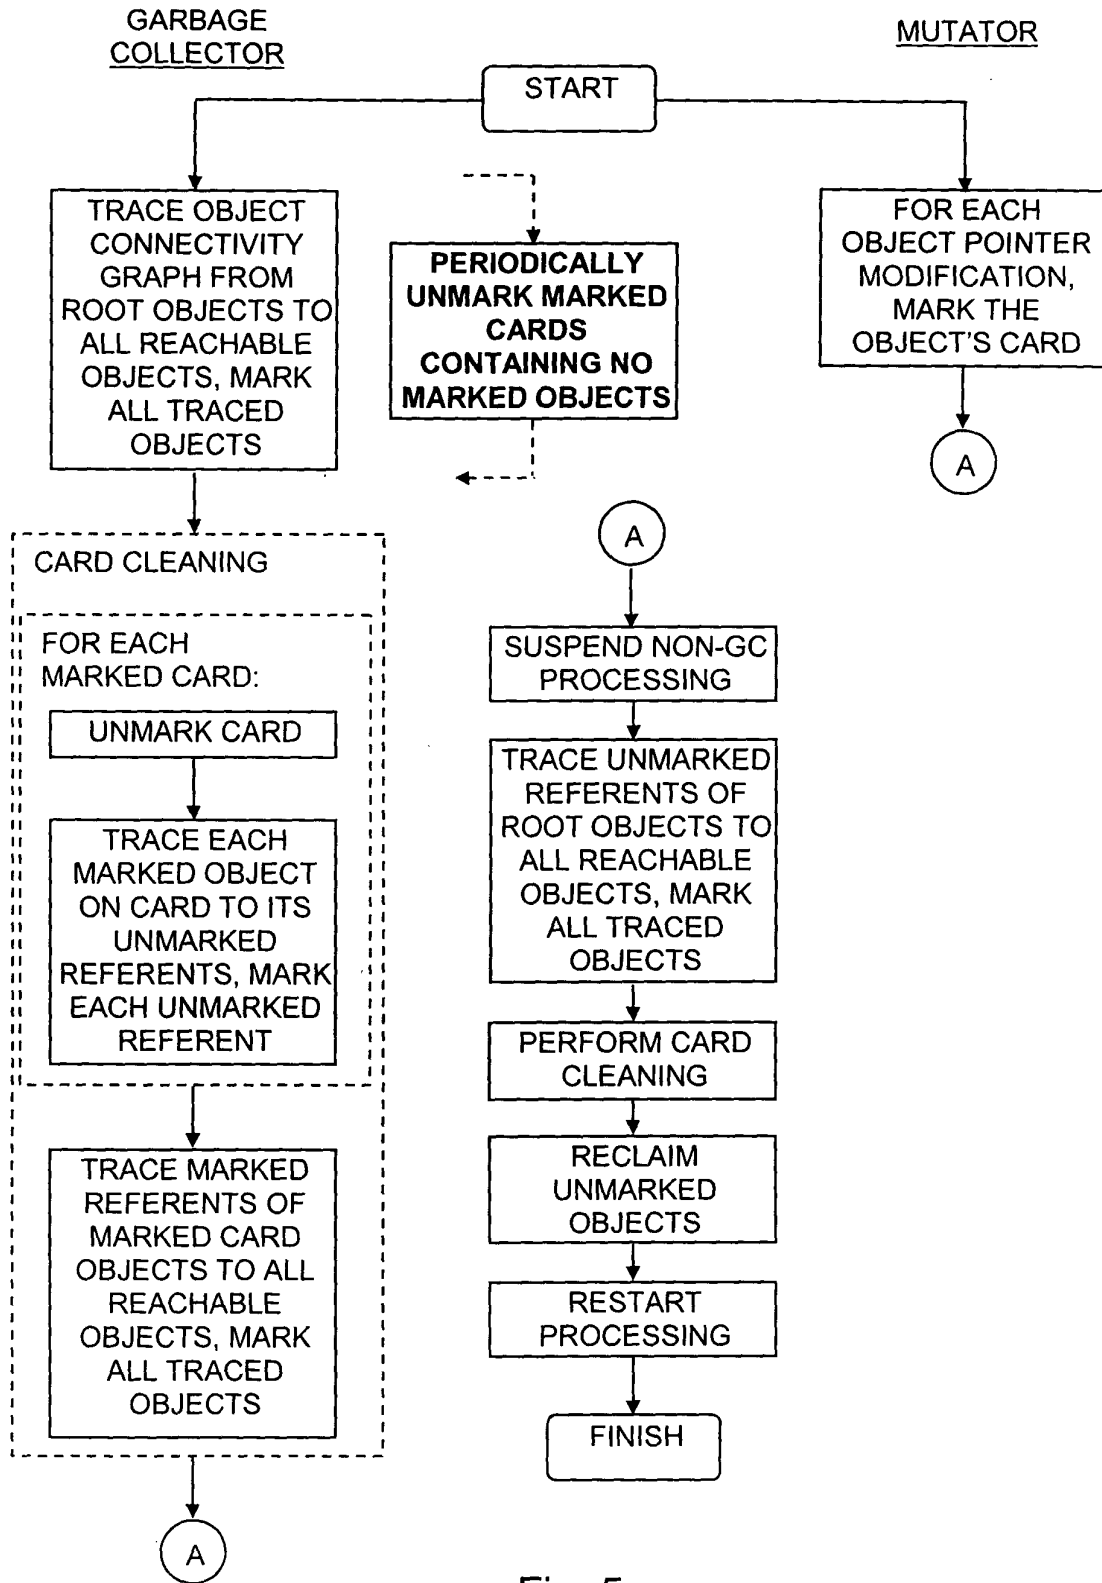 GARBAGE
COLLECTOR
MUTATOR
START
TRACE OBJECT
CONNECTIVITY
GRAPH FROM
ROOT OBJECTS TO
ALL REACHABLE
OBJECTS, MARK
ALL TRACED
OBJECTS
PERIODICALLY
UNMARK MARKED
CARDS
CONTAINING NO
MARKED OBJECTS
FOR EACH
OBJECT POINTER
MODIFICATION,
MARK THE
OBJECT'S CARD
A
CARD CLEANING
FOR EACH
MARKED CARD:
UNMARK CARD
TRACE EACH
MARKED OBJECT
ON CARD TO ITS
UNMARKED
REFERENTS, MARK
EACH UNMARKED
REFERENT
TRACE MARKED
REFERENTS OF
MARKED CARD
OBJECTS TO ALL
REACHABLE
OBJECTS, MARK
ALL TRACED
OBJECTS
A
A
SUSPEND NON-GC
PROCESSING
TRACE UNMARKED
REFERENTS OF
ROOT OBJECTS TO
ALL REACHABLE
OBJECTS, MARK
ALL TRACED
OBJECTS
PERFORM CARD
CLEANING
RECLAIM
UNMARKED
OBJECTS
RESTART
PROCESSING
FINISH